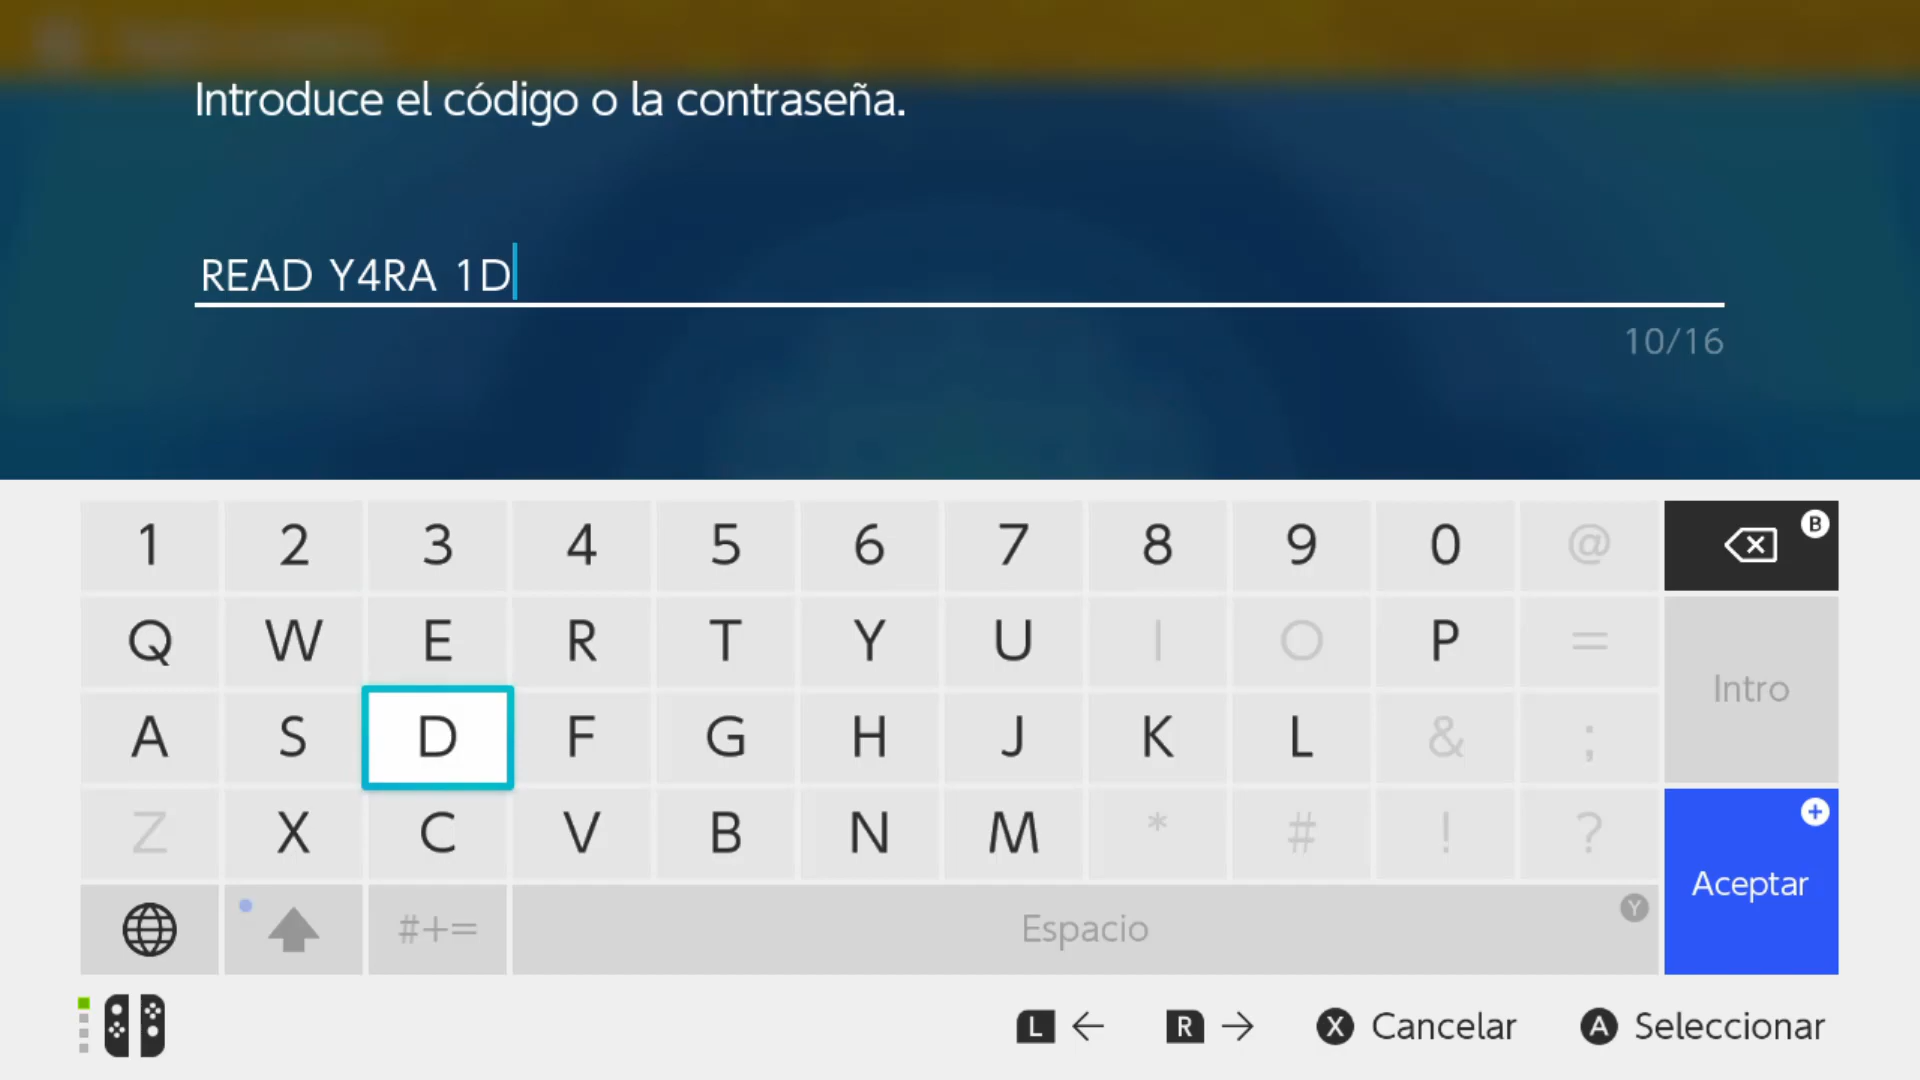 Introduce el código o la contraseña.
READ Y4RA 1D
10/16
1 2 3 4 5 6 7 8 9 0 @ B
Q W E R T Y U I O P = Intro
A S D F G H J K L & ;
Z X C V B N M * # ! ? + Aceptar
#+= Espacio Y
L ← R → X Cancelar A Seleccionar